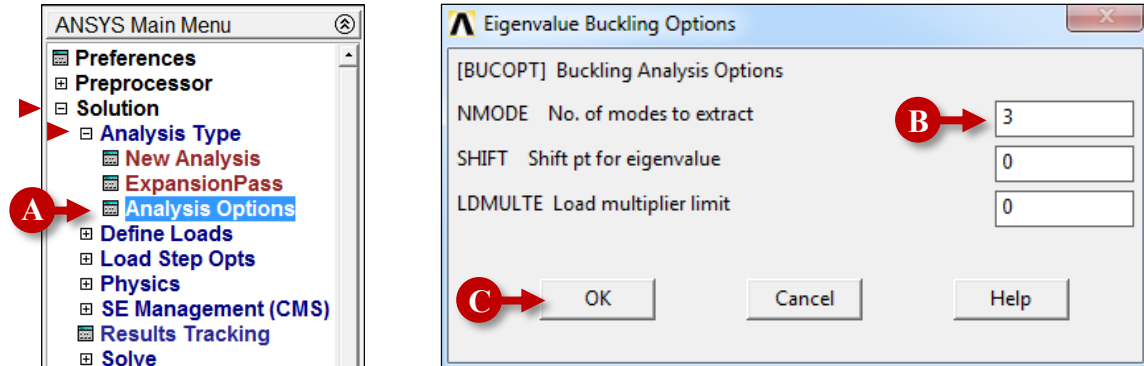 ANSYS Main Menu
Preferences
Preprocessor
Solution
Analysis Type
New Analysis
ExpansionPass
A
Analysis Options
Define Loads
Load Step Opts
Physics
SE Management (CMS)
Results Tracking
Solve
Eigenvalue Buckling Options
[BUCOPT] Buckling Analysis Options
NMODE No. of modes to extract B 3
SHIFT Shift pt for eigenvalue 0
LDMULTE Load multiplier limit 0
C OK Cancel Help